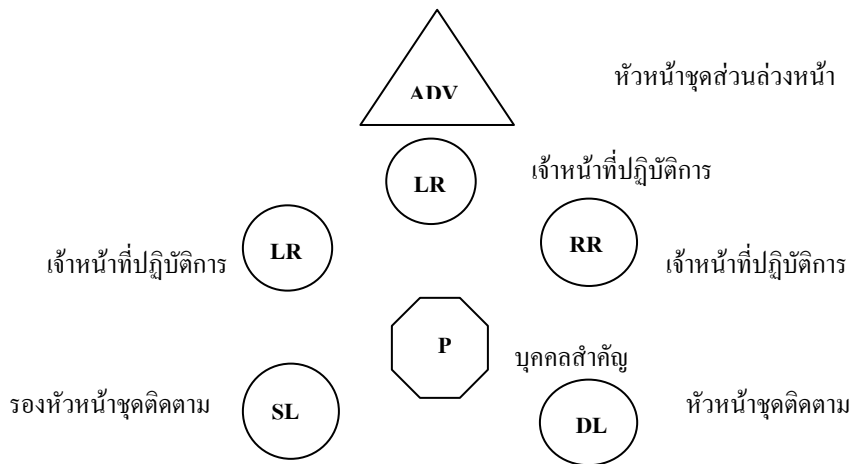 ADV
หัวหน้าชุดส่วนล่วงหน้า
LR
เจ้าหน้าที่ปฏิบัติการ
LR
RR
เจ้าหน้าที่ปฏิบัติการ
เจ้าหน้าที่ปฏิบัติการ
P
บุคคลสำคัญ
รองหัวหน้าชุดติดตาม
SL
DL
หัวหน้าชุดติดตาม